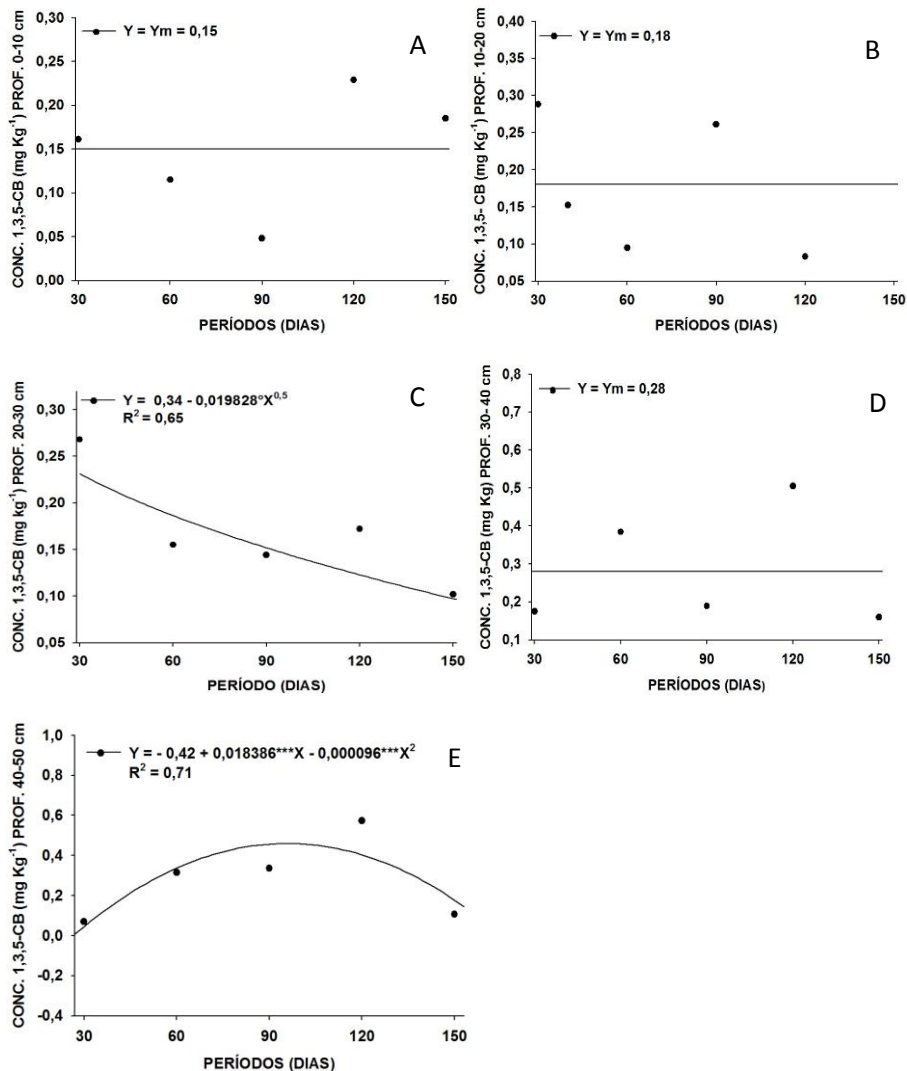 A
Y = Ym = 0,15
CONC. 1,3,5-CB (mg Kg⁻¹) PROF. 0-10 cm
0,30
0,25
0,20
0,15
0,10
0,05
0,00
30 60 90 120 150
PERÍODOS (DIAS)
B
Y = Ym = 0,18
CONC. 1,3,5- CB (mg Kg⁻¹) PROF. 10-20 cm
0,40
0,35
0,30
0,25
0,20
0,15
0,10
0,05
30 60 90 120 150
PERÍODOS (DIAS)
C
Y = 0,34 - 0,019828°X⁰,⁵
R² = 0,65
CONC. 1,3,5-CB (mg kg⁻¹) PROF. 20-30 cm
0,30
0,25
0,20
0,15
0,10
0,05
30 60 90 120 150
PERÍODO (DIAS)
D
Y = Ym = 0,28
CONC. 1,3,5-CB (mg Kg) PROF. 30- 40 cm
0,8
0,7
0,6
0,5
0,4
0,3
0,2
0,1
30 60 90 120 150
PERÍODOS (DIAS)
E
Y = - 0,42 + 0,018386***X - 0,000096***X²
R² = 0,71
CONC. 1,3,5-CB (mg Kg⁻¹) PROF. 40-50 cm
1,0
0,8
0,6
0,4
0,2
0,0
-0,2
-0,4
30 60 90 120 150
PERÍODOS (DIAS)